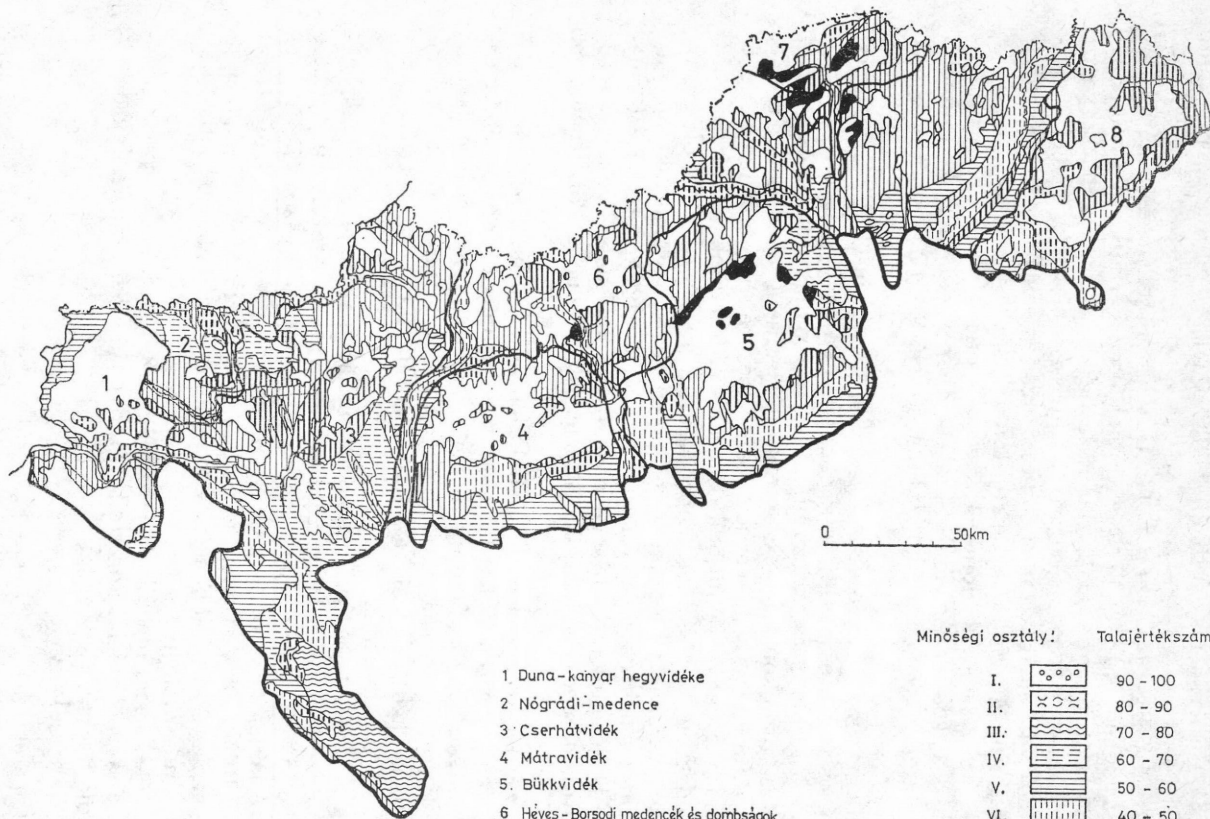 7
8
6
5
2
1
3
4
0 50km
1 Duna-kanyar hegyvidéke
2 Nógrádi-medence
3 Cserhátvidék
4 Mátravidék
5. Bükkvidék
6 Heves-Borsodi medencék és dombságok
Minőségi osztály: Talajértékszám
I. 90 - 100
II. 80 - 90
III. 70 - 80
IV. 60 - 70
V. 50 - 60
VI. 40 - 50